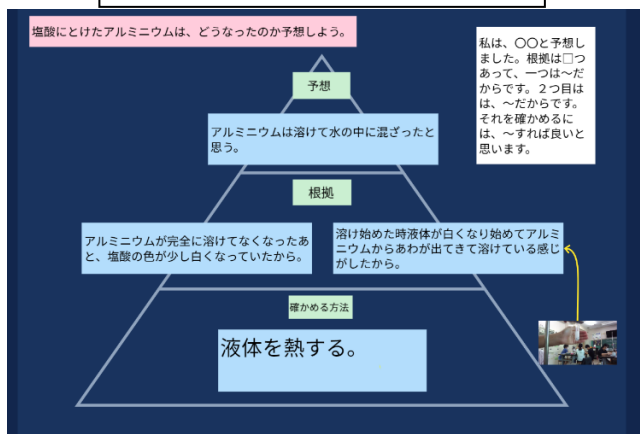 塩酸にとけたアルミニウムは、どうなったのか予想しよう。
私は、〇〇と予想し
ました。根拠は□つ
あって、一つは～だ
からです。２つ目は
は、～だからです。
それを確かめるに
は、～すれば良いと
思います。
予想
アルミニウムは溶けて水の中に混ざったと
思う。
根拠
アルミニウムが完全に溶けてなくなったあ
と、塩酸の色が少し白くなっていたから。
溶け始めた時液体が白くなり始めてアルミ
ニウムからあわが出てきて溶けている感じ
がしたから。
確かめる方法
液体を熱する。